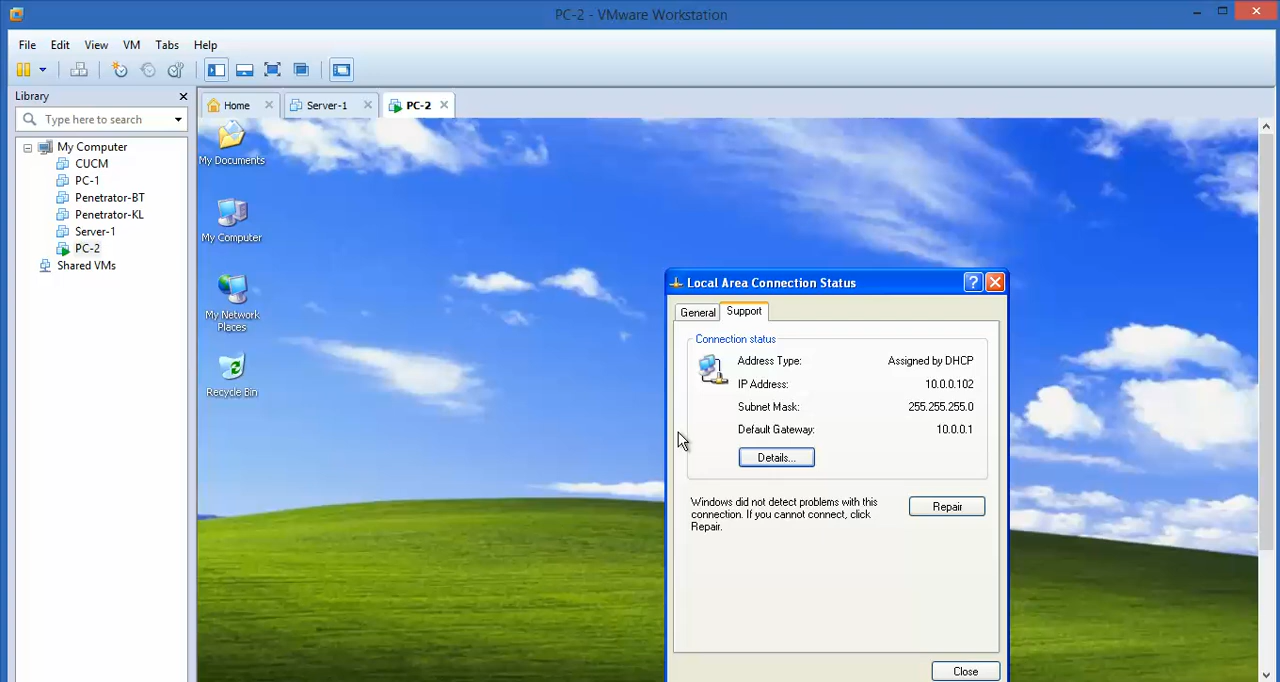 PC-2 - VMware Workstation
File Edit View VM Tabs Help
Library
Type here to search
My Computer
CUCM
PC-1
Penetrator-BT
Penetrator-KL
Server-1
PC-2
Shared VMs
Home Server-1 PC-2
My Documents
My Computer
My Network
Places
Recycle Bin
Local Area Connection Status
General Support
Connection status
Address Type: Assigned by DHCP
IP Address: 10.0.0.102
Subnet Mask: 255.255.255.0
Default Gateway: 10.0.0.1
Details...
Windows did not detect problems with this
connection. If you cannot connect, click
Repair.
Repair
Close